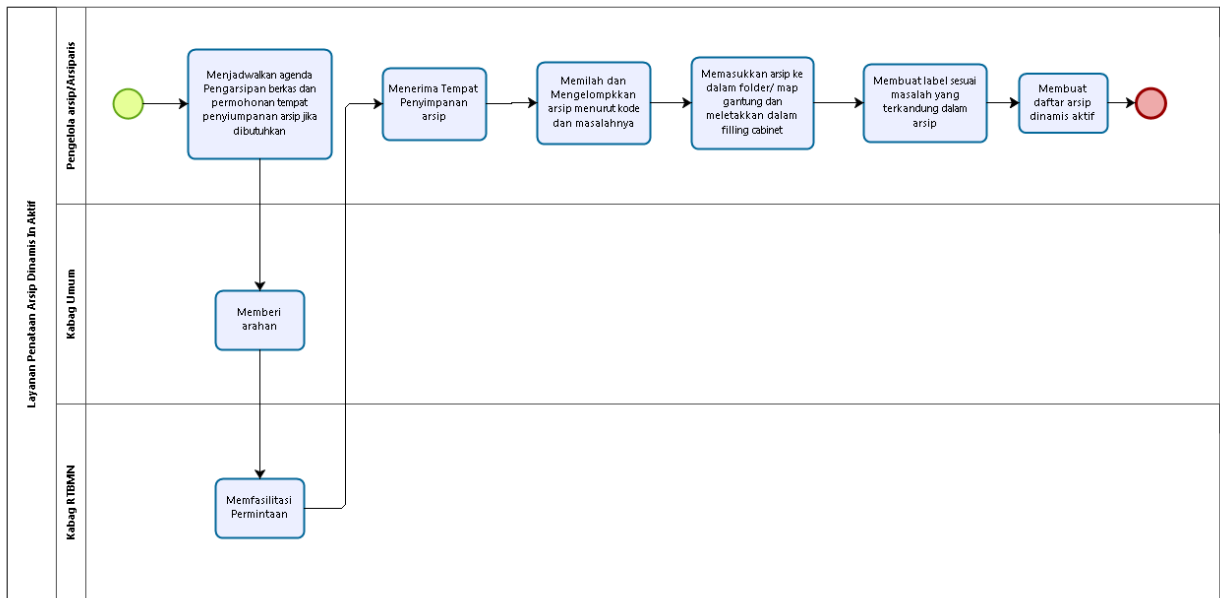 Layanan Penataan Arsip Dinamis In Aktif
Pengelola arsip/Arsiparis
Menjadwalkan agenda
Pengarsipan berkas dan
permohonan tempat
penyiumpanan arsip jika
dibutuhkan
Menerima Tempat
Penyimpanan
arsip
Memilah dan
Mengelompkkan
arsip menurut kode
dan masalahnya
Memasukkan arsip ke
dalam folder/ map
gantung dan
meletakkan dalam
filling cabinet
Membuat label sesuai
masalah yang
terkandung dalam
arsip
Membuat
daftar arsip
dinamis aktif
Kabag Umum
Memberi
arahan
Kabag RTBMN
Memfasilitasi
Permintaan